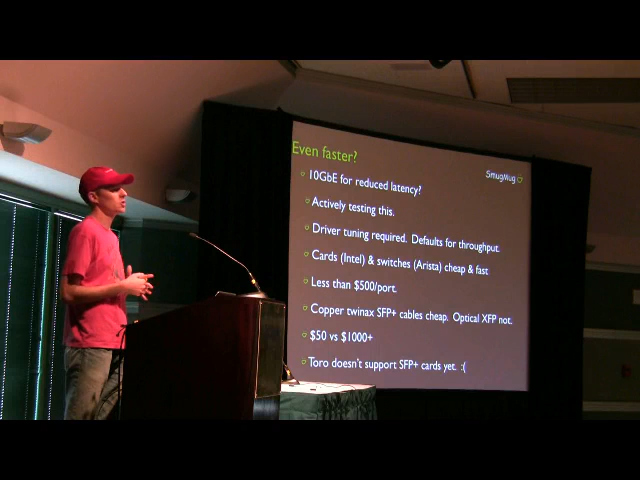 Even faster?
SmugMug
10GbE for reduced latency?
Actively testing this.
Driver tuning required. Defaults for throughput.
Cards (Intel) & switches (Arista) cheap & fast
Less than $500/port.
Copper twinax SFP+ cables cheap. Optical XFP not.
$50 vs $1000+
Toro doesn't support SFP+ cards yet. :(